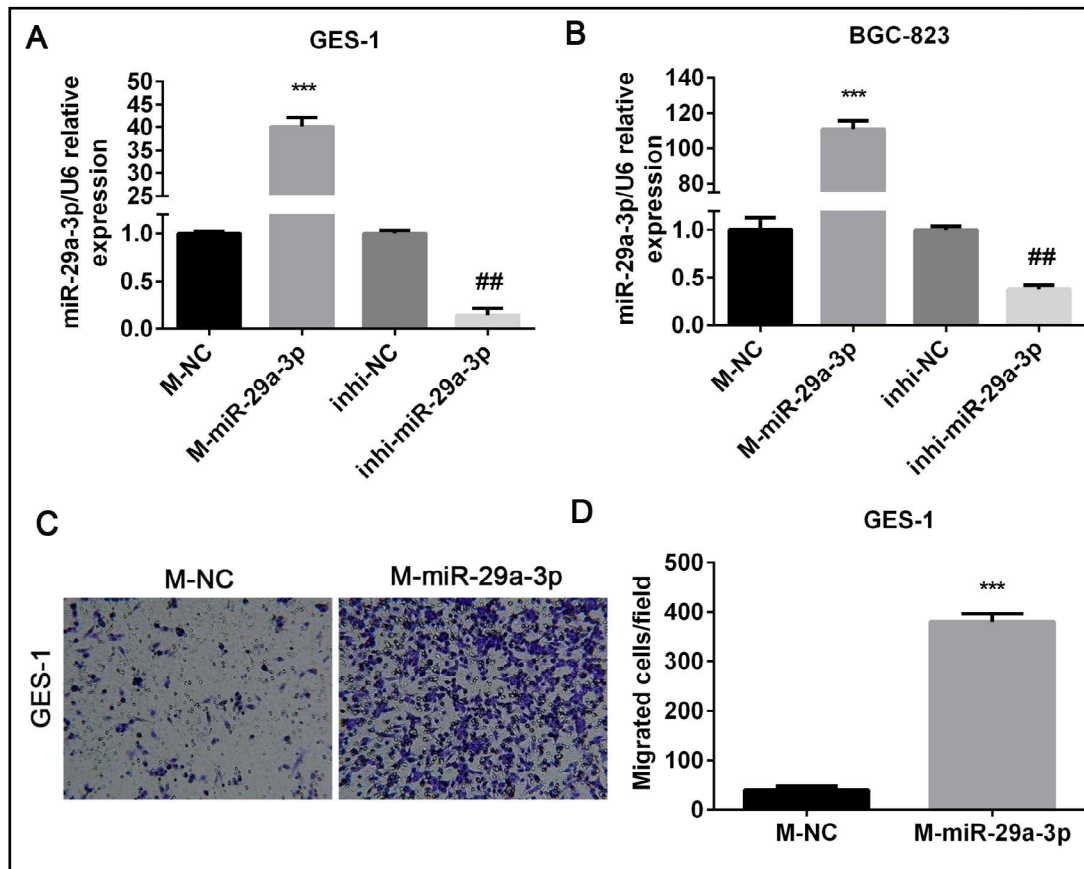 A
GES-1
miR-29a-3p/U6 relative
expression
50
45
40
35
30
25
1.0
0.5
0.0
***
##
M-NC
M-miR-29a-3p
inhi-NC
inhi-miR-29a-3p
B
BGC-823
miR-29a-3p/U6 relative
expression
140
120
100
80
1.0
0.5
0.0
***
##
M-NC
M-miR-29a-3p
inhi-NC
inhi-miR-29a-3p
C
M-NC
M-miR-29a-3p
GES-1
D
GES-1
Migrated cells/field
500
400
300
200
100
0
***
M-NC
M-miR-29a-3p